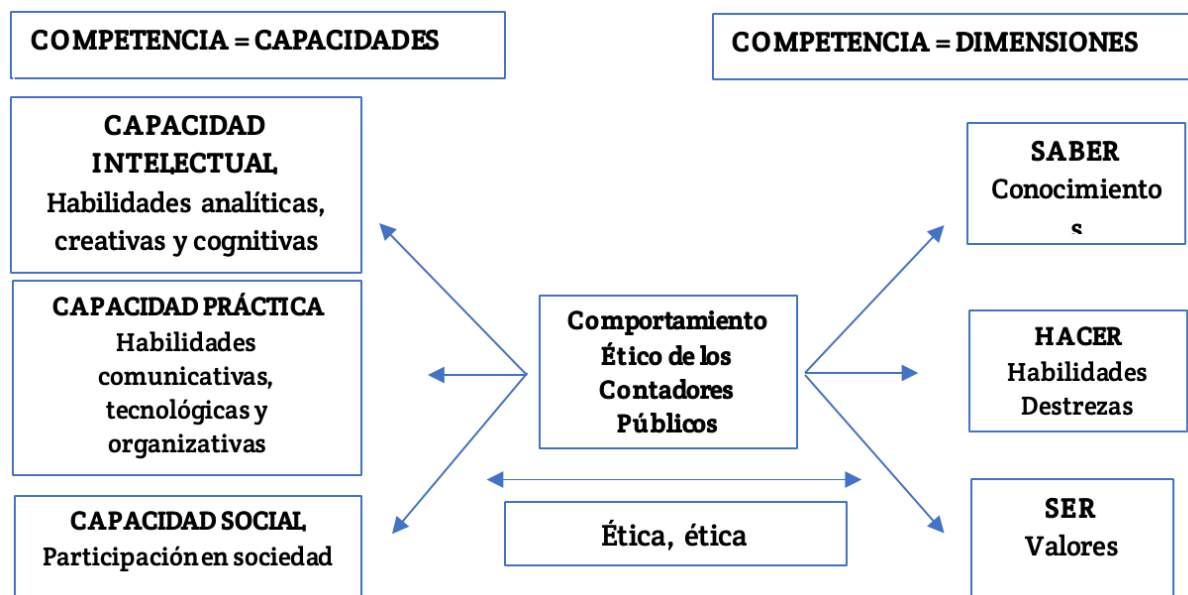 COMPETENCIA = CAPACIDADES
COMPETENCIA = DIMENSIONES
CAPACIDAD
INTELECTUAL
Habilidades analíticas,
creativas y cognitivas
CAPACIDAD PRÁCTICA
Habilidades
comunicativas,
tecnológicas y
organizativas
CAPACIDAD SOCIAL
Participación en sociedad
Comportamiento
Ético de los
Contadores
Públicos
Ética, ética
SABER
Conocimiento
s
HACER
Habilidades
Destrezas
SER
Valores